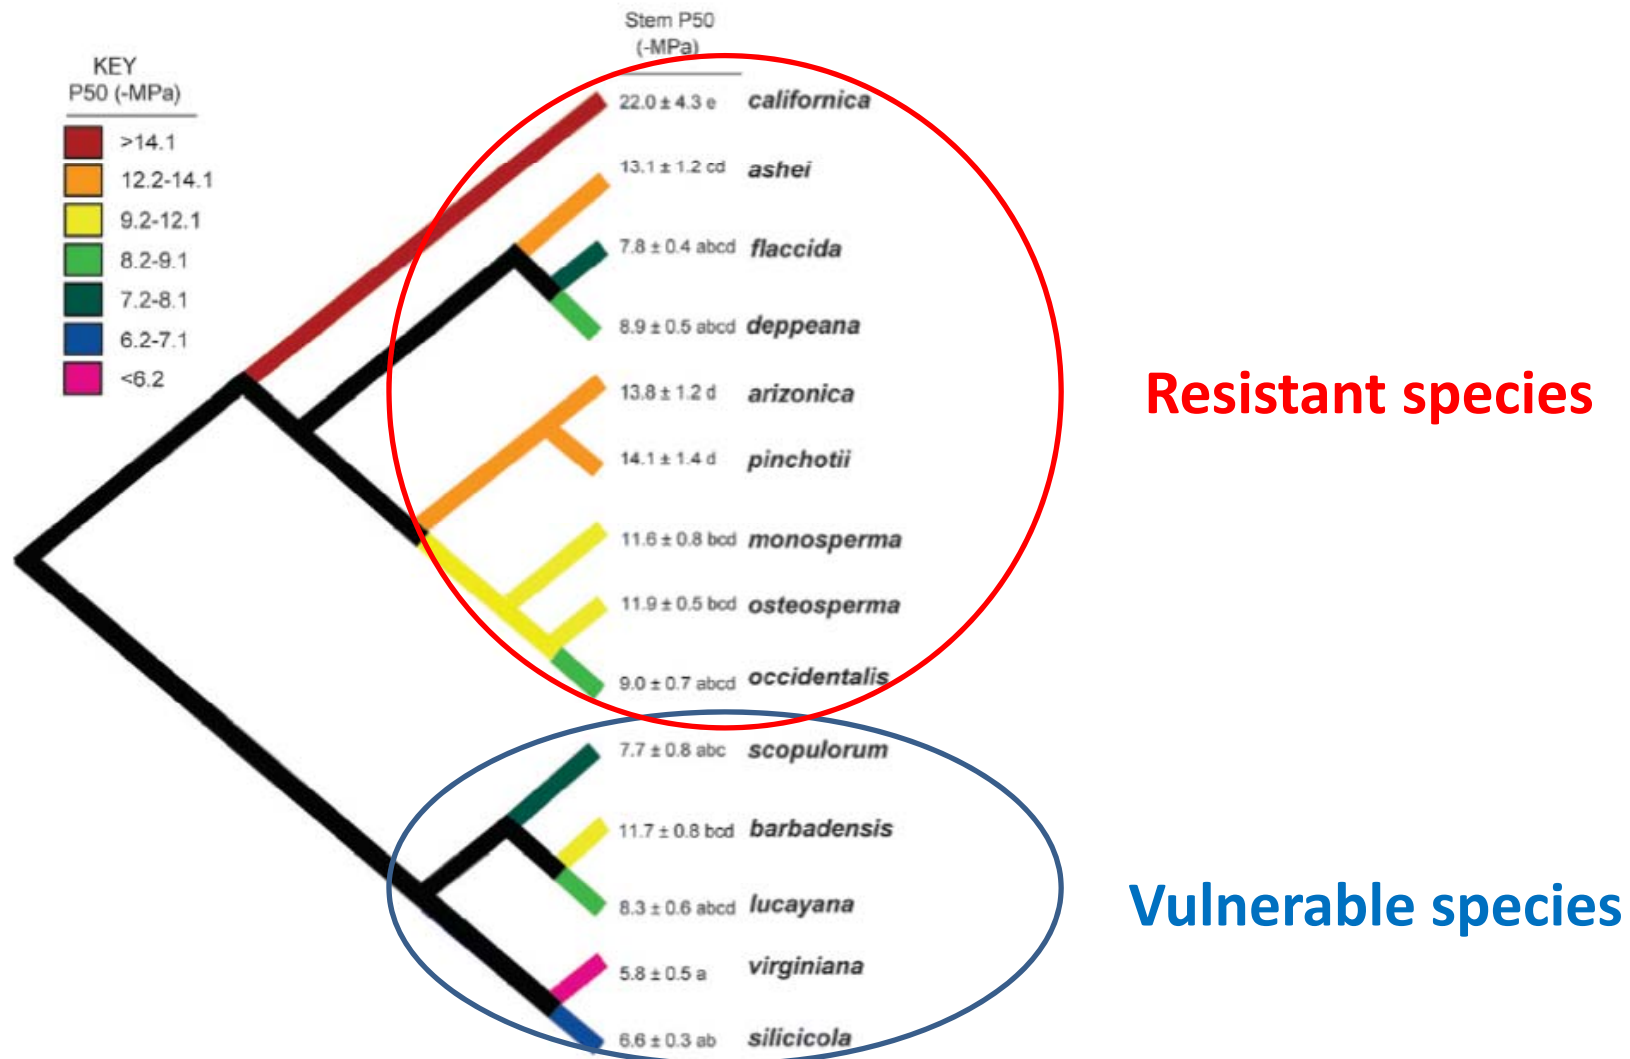 Stem P50
(-MPa)
KEY
P50 (-MPa)
>14.1
12.2-14.1
9.2-12.1
8.2-9.1
7.2-8.1
6.2-7.1
<6.2
22.0 ± 4.3 e californica
13.1 ± 1.2 cd ashei
7.8 ± 0.4 abcd flaccida
8.9 ± 0.5 abcd deppeana
13.8 ± 1.2 d arizonica
14.1 ± 1.4 d pinchotii
11.6 ± 0.8 bcd monosperma
11.9 ± 0.5 bcd osteosperma
9.0 ± 0.7 abcd occidentalis
7.7 ± 0.8 abc scopulorum
11.7 ± 0.8 bcd barbadensis
8.3 ± 0.6 abcd lucayana
5.8 ± 0.5 a virginiana
6.6 ± 0.3 ab silicicola
Resistant species
Vulnerable species